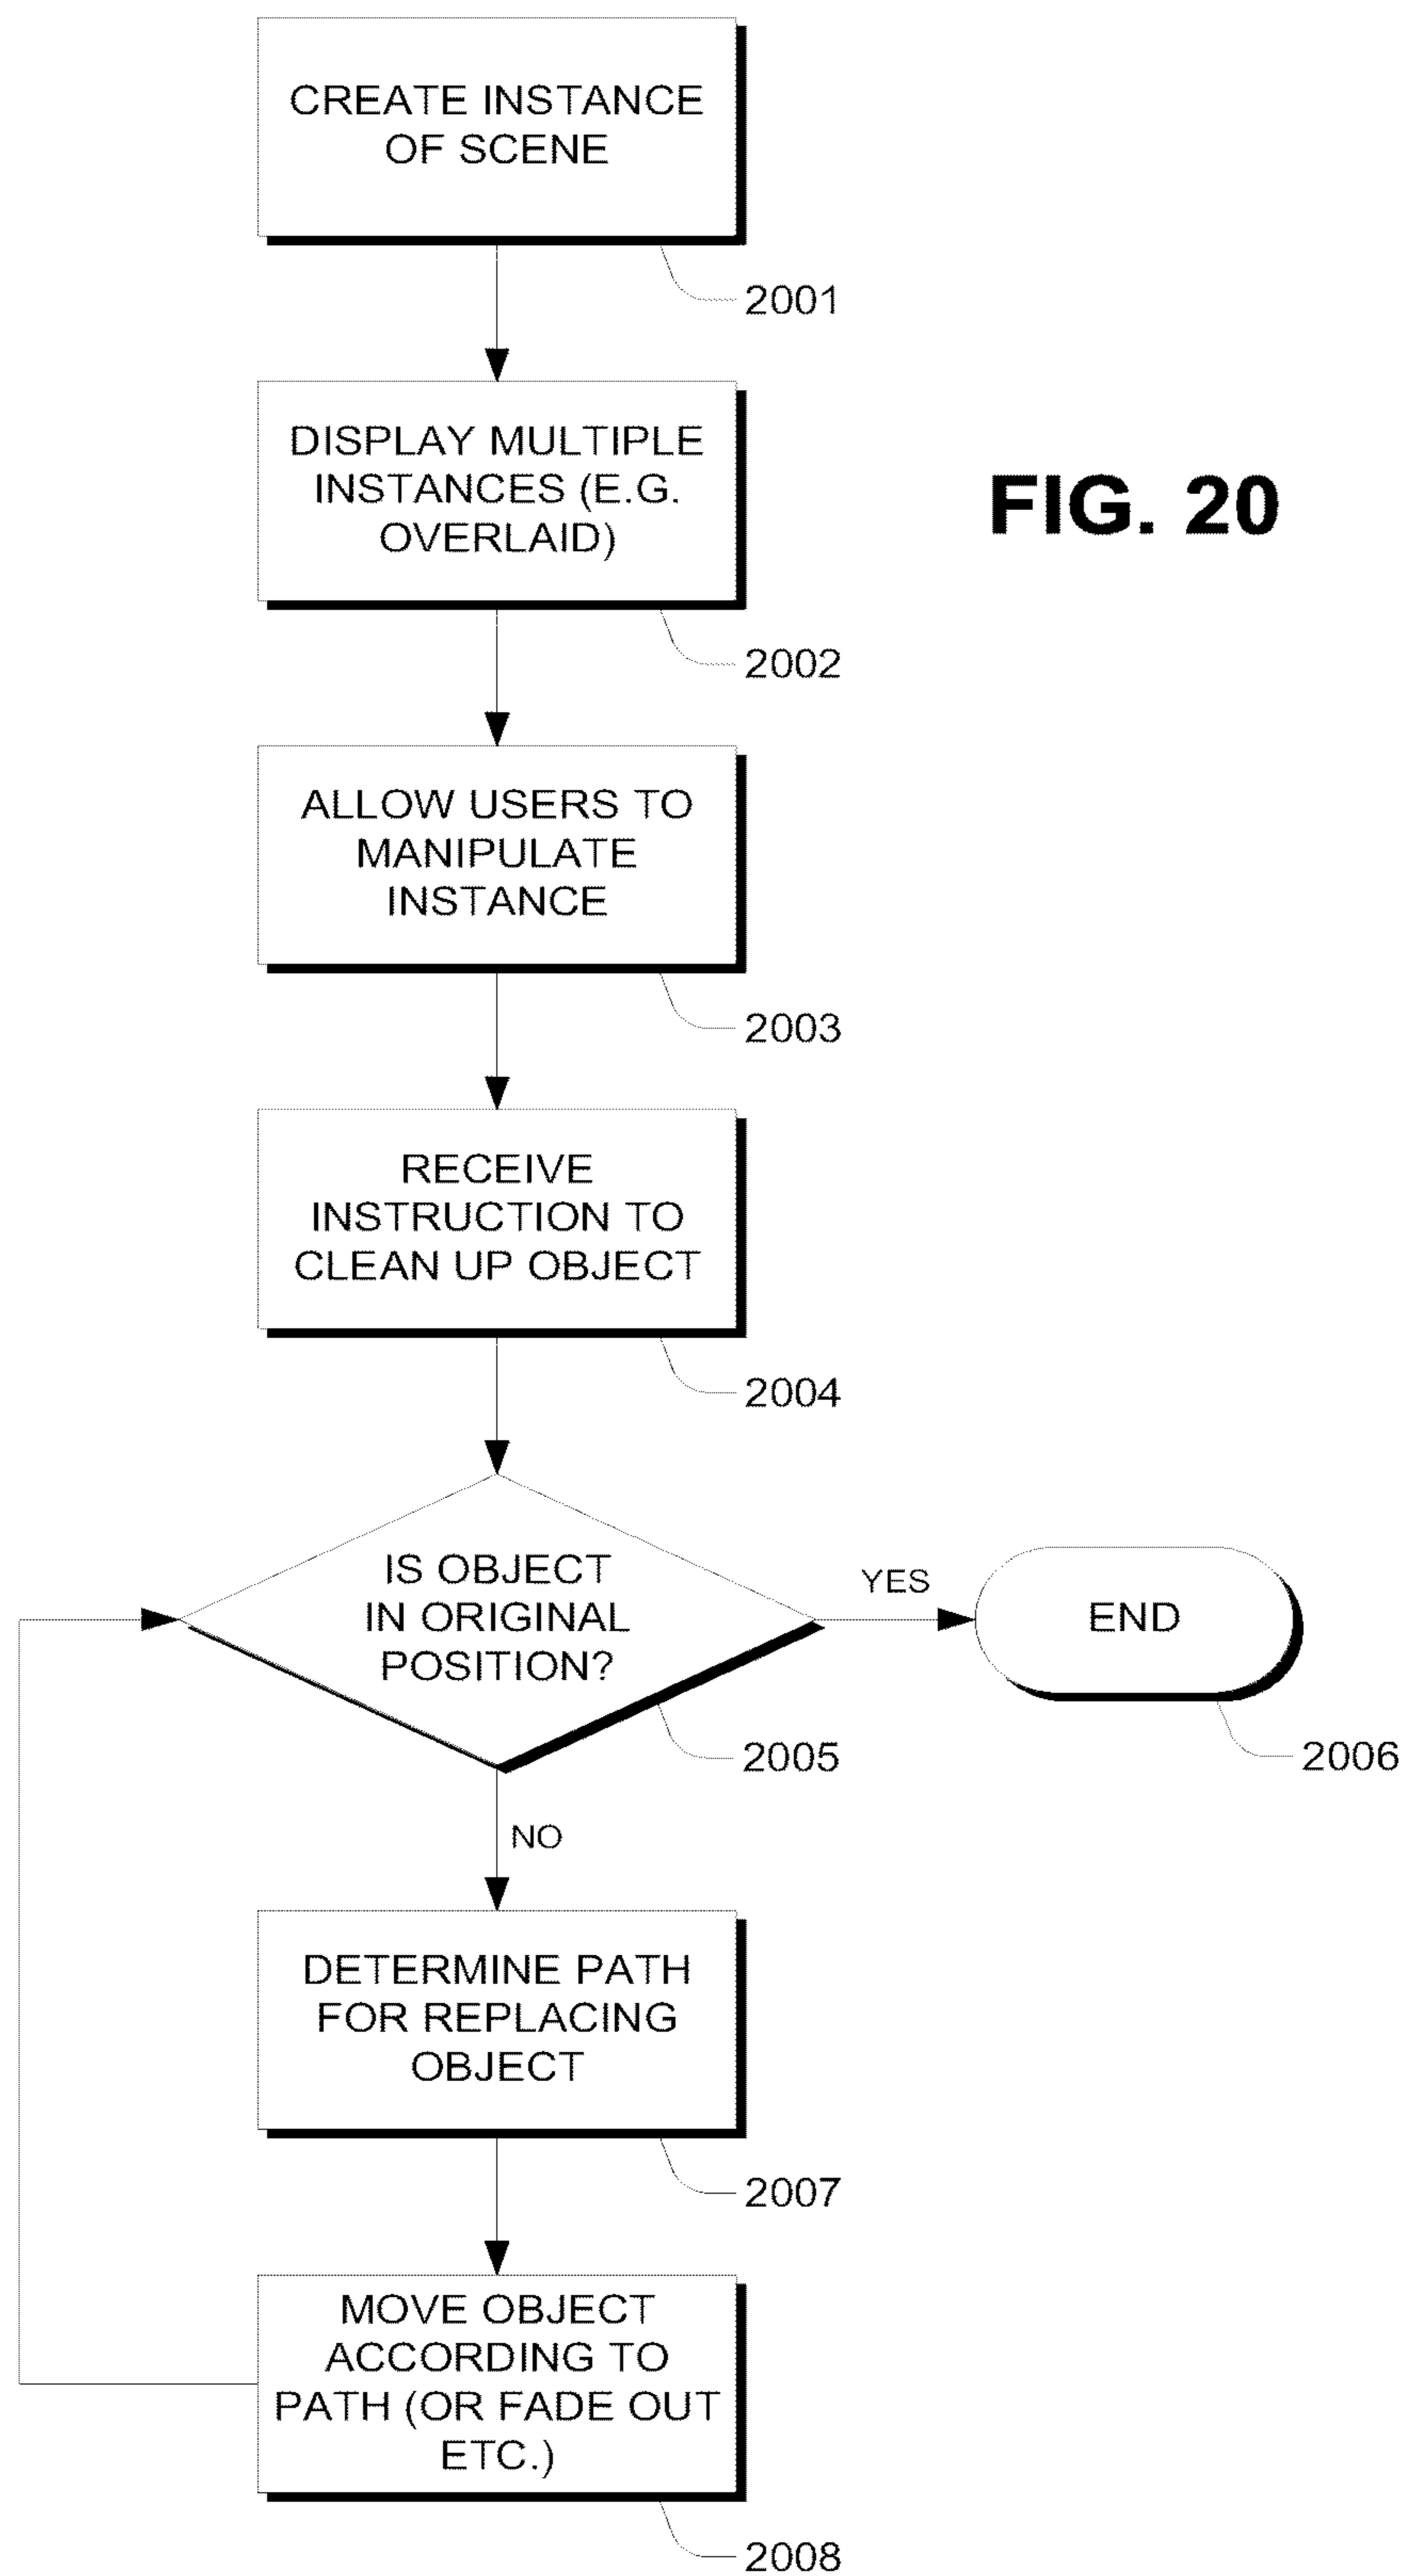 CREATE INSTANCE
OF SCENE
2001
DISPLAY MULTIPLE
INSTANCES (E.G.
OVERLAID)
FIG. 20
2002
ALLOW USERS TO
MANIPULATE
INSTANCE
2003
RECEIVE
INSTRUCTION TO
CLEAN UP OBJECT
2004
IS OBJECT
IN ORIGINAL
POSITION?
YES
END
2005
2006
NO
DETERMINE PATH
FOR REPLACING
OBJECT
2007
MOVE OBJECT
ACCORDING TO
PATH (OR FADE OUT
ETC.)
2008